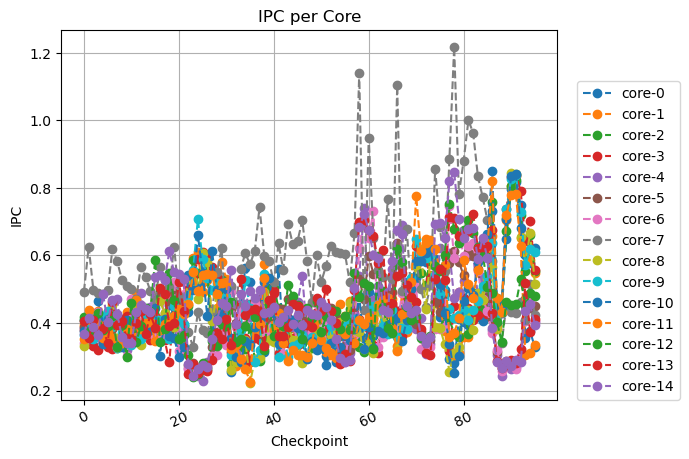 IPC per Core
IPC
1.2
1.0
0.8
0.6
0.4
0.2
0
20
40
60
80
Checkpoint
core-0
core-1
core-2
core-3
core-4
core-5
core-6
core-7
core-8
core-9
core-10
core-11
core-12
core-13
core-14